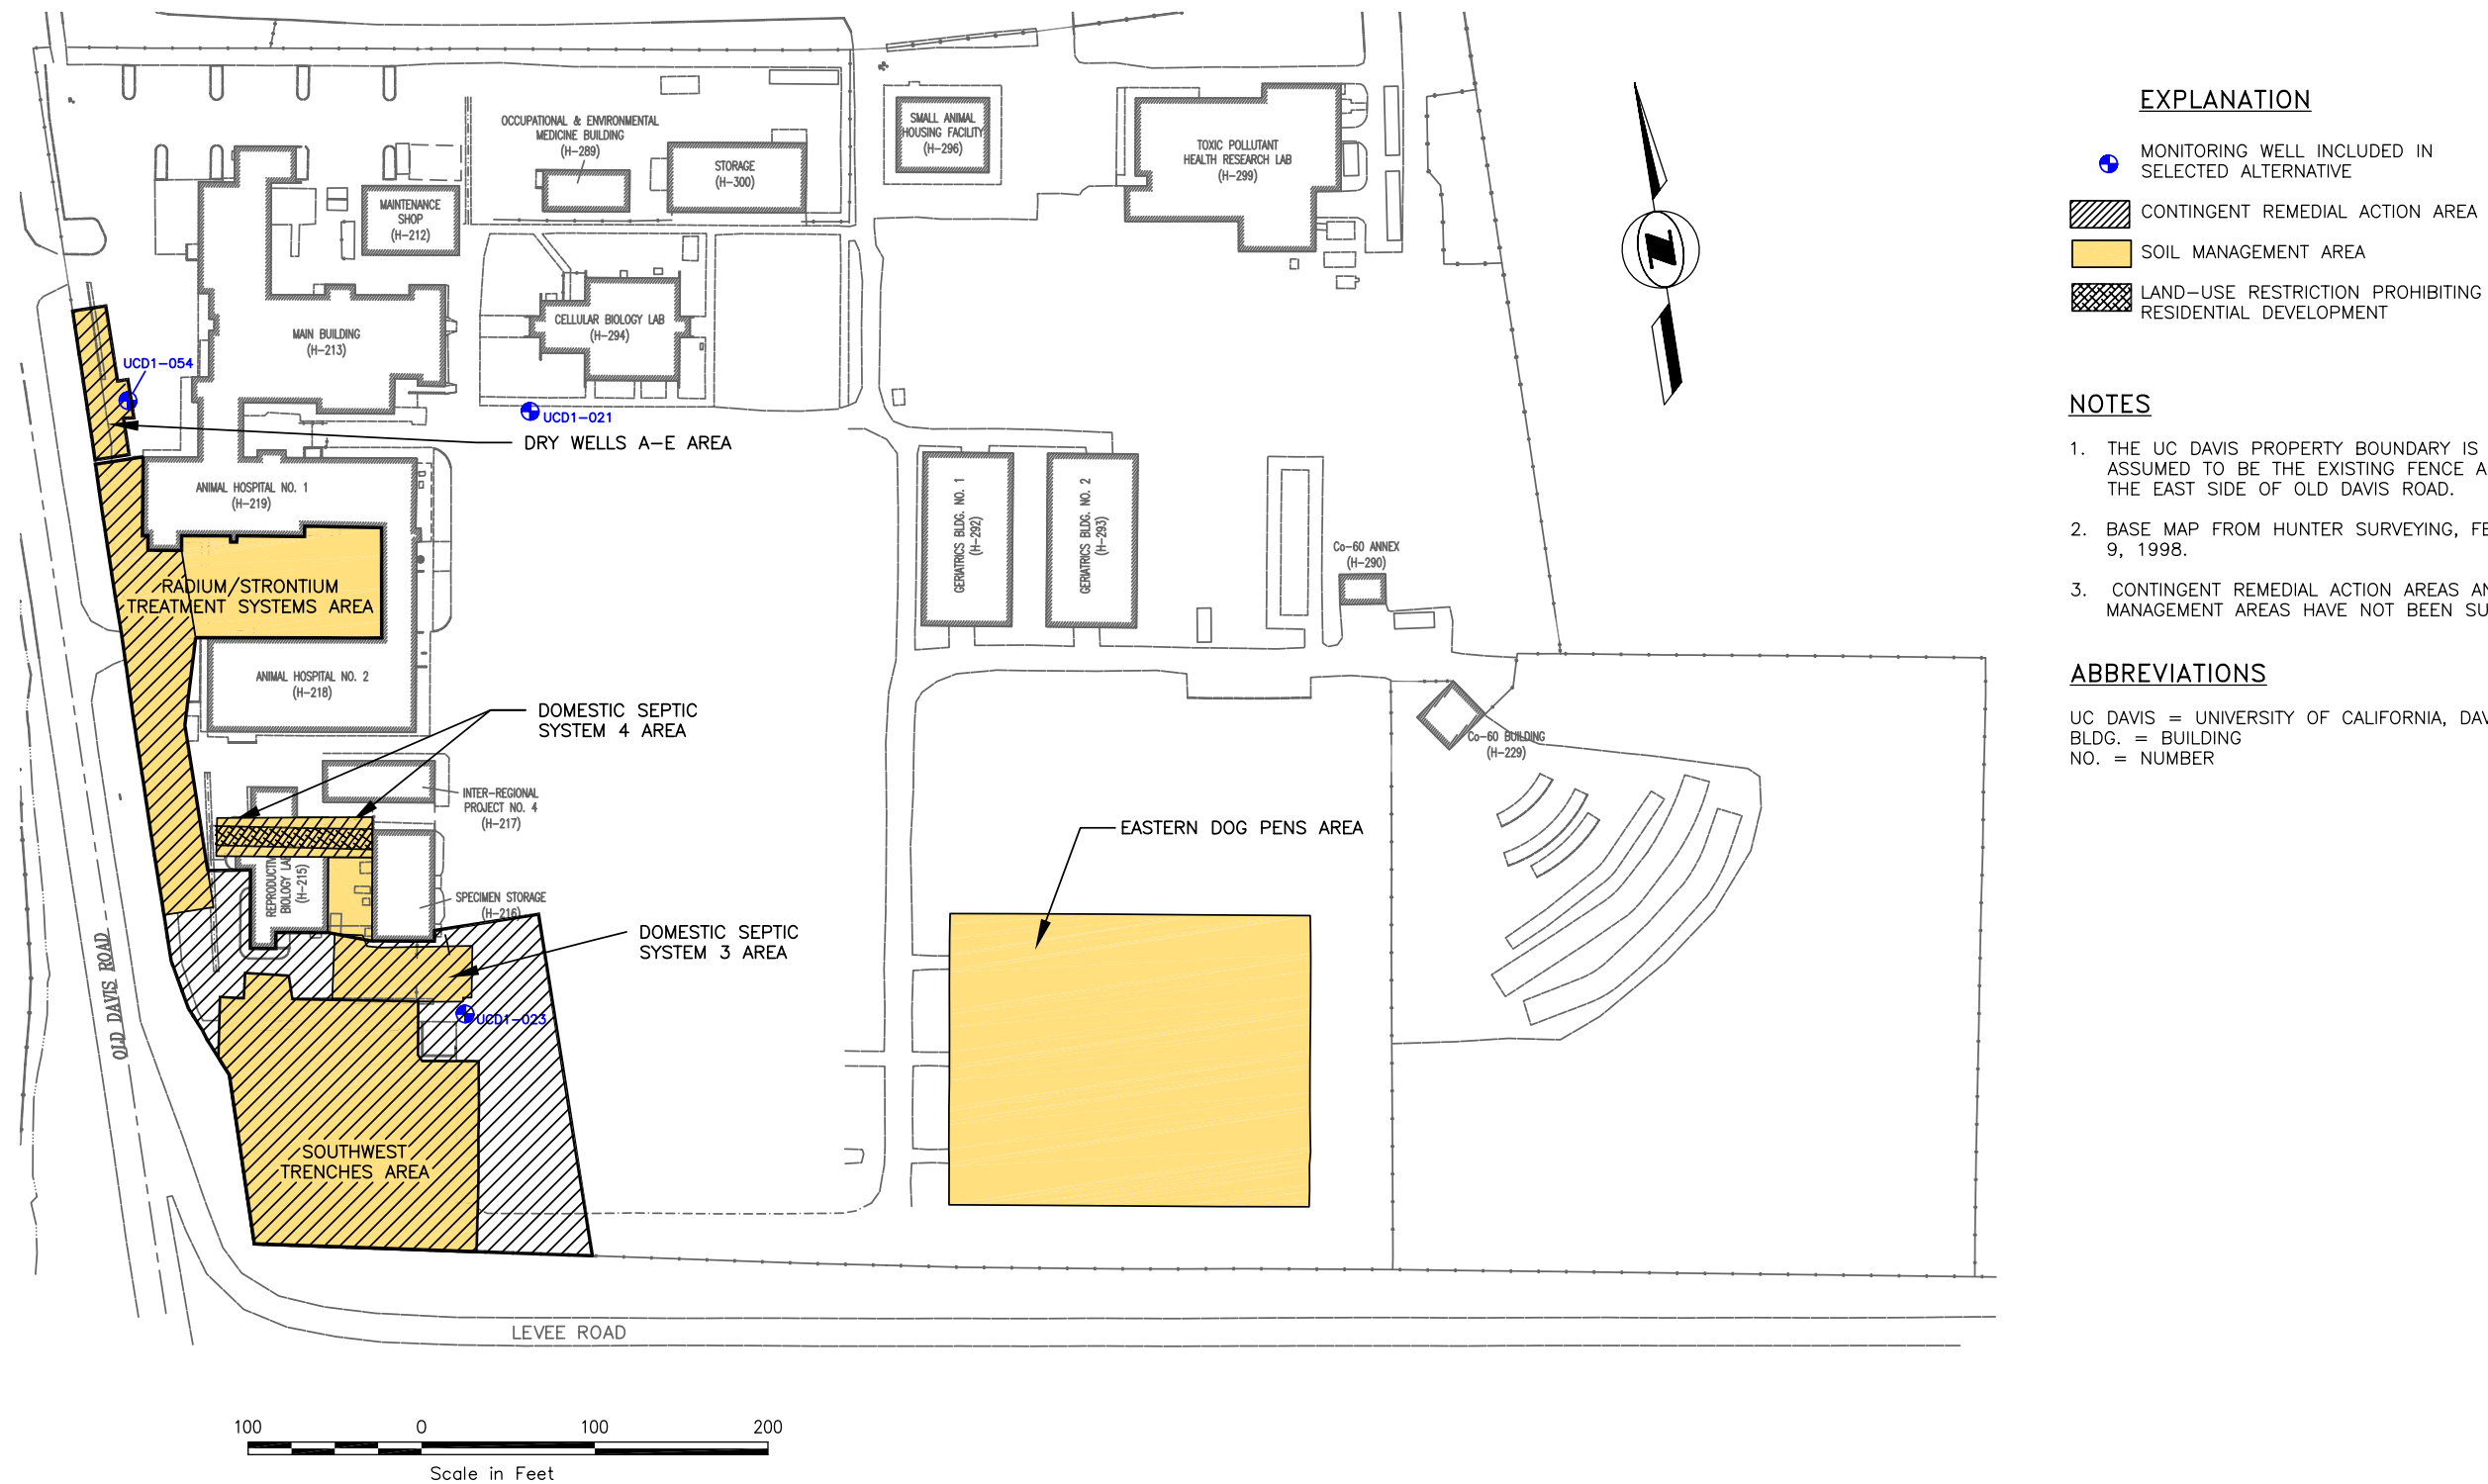 OCCUPATIONAL & ENVIRONMENTAL
MEDICINE BUILDING
(H-289)
STORAGE
(H-300)
SMALL ANIMAL
HOUSING FACILITY
(H-296)
TOXIC POLLUTANT
HEALTH RESEARCH LAB
(H-299)
MAINTENANCE
SHOP
(H-212)
MAIN BUILDING
(H-213)
CELLULAR BIOLOGY LAB
(H-294)
UCD1-054
UCD1-021
DRY WELLS A-E AREA
ANIMAL HOSPITAL NO. 1
(H-219)
GERIATRICS BLDG. NO. 1
(H-292)
GERIATRICS BLDG. NO. 2
(H-293)
Co-60 ANNEX
(H-290)
RADIUM/STRONTIUM
TREATMENT SYSTEMS AREA
ANIMAL HOSPITAL NO. 2
(H-218)
DOMESTIC SEPTIC
SYSTEM 4 AREA
Co-60 BUILDING
(H-229)
INTER-REGIONAL
PROJECT NO. 4
(H-217)
EASTERN DOG PENS AREA
REPRODUCTIV
BIOLOGY LAB
(H-215)
SPECIMEN STORAGE
(H-216)
DOMESTIC SEPTIC
SYSTEM 3 AREA
OLD DAVIS ROAD
UCD1-023
SOUTHWEST
TRENCHES AREA
LEVEE ROAD
100 0 100 200
Scale in Feet
EXPLANATION
MONITORING WELL INCLUDED IN
SELECTED ALTERNATIVE
CONTINGENT REMEDIAL ACTION AREA
SOIL MANAGEMENT AREA
LAND-USE RESTRICTION PROHIBITING
RESIDENTIAL DEVELOPMENT
NOTES
1. THE UC DAVIS PROPERTY BOUNDARY IS
ASSUMED TO BE THE EXISTING FENCE A
THE EAST SIDE OF OLD DAVIS ROAD.
2. BASE MAP FROM HUNTER SURVEYING, FE
9, 1998.
3. CONTINGENT REMEDIAL ACTION AREAS AN
MANAGEMENT AREAS HAVE NOT BEEN SU
ABBREVIATIONS
UC DAVIS = UNIVERSITY OF CALIFORNIA, DAV
BLDG. = BUILDING
NO. = NUMBER